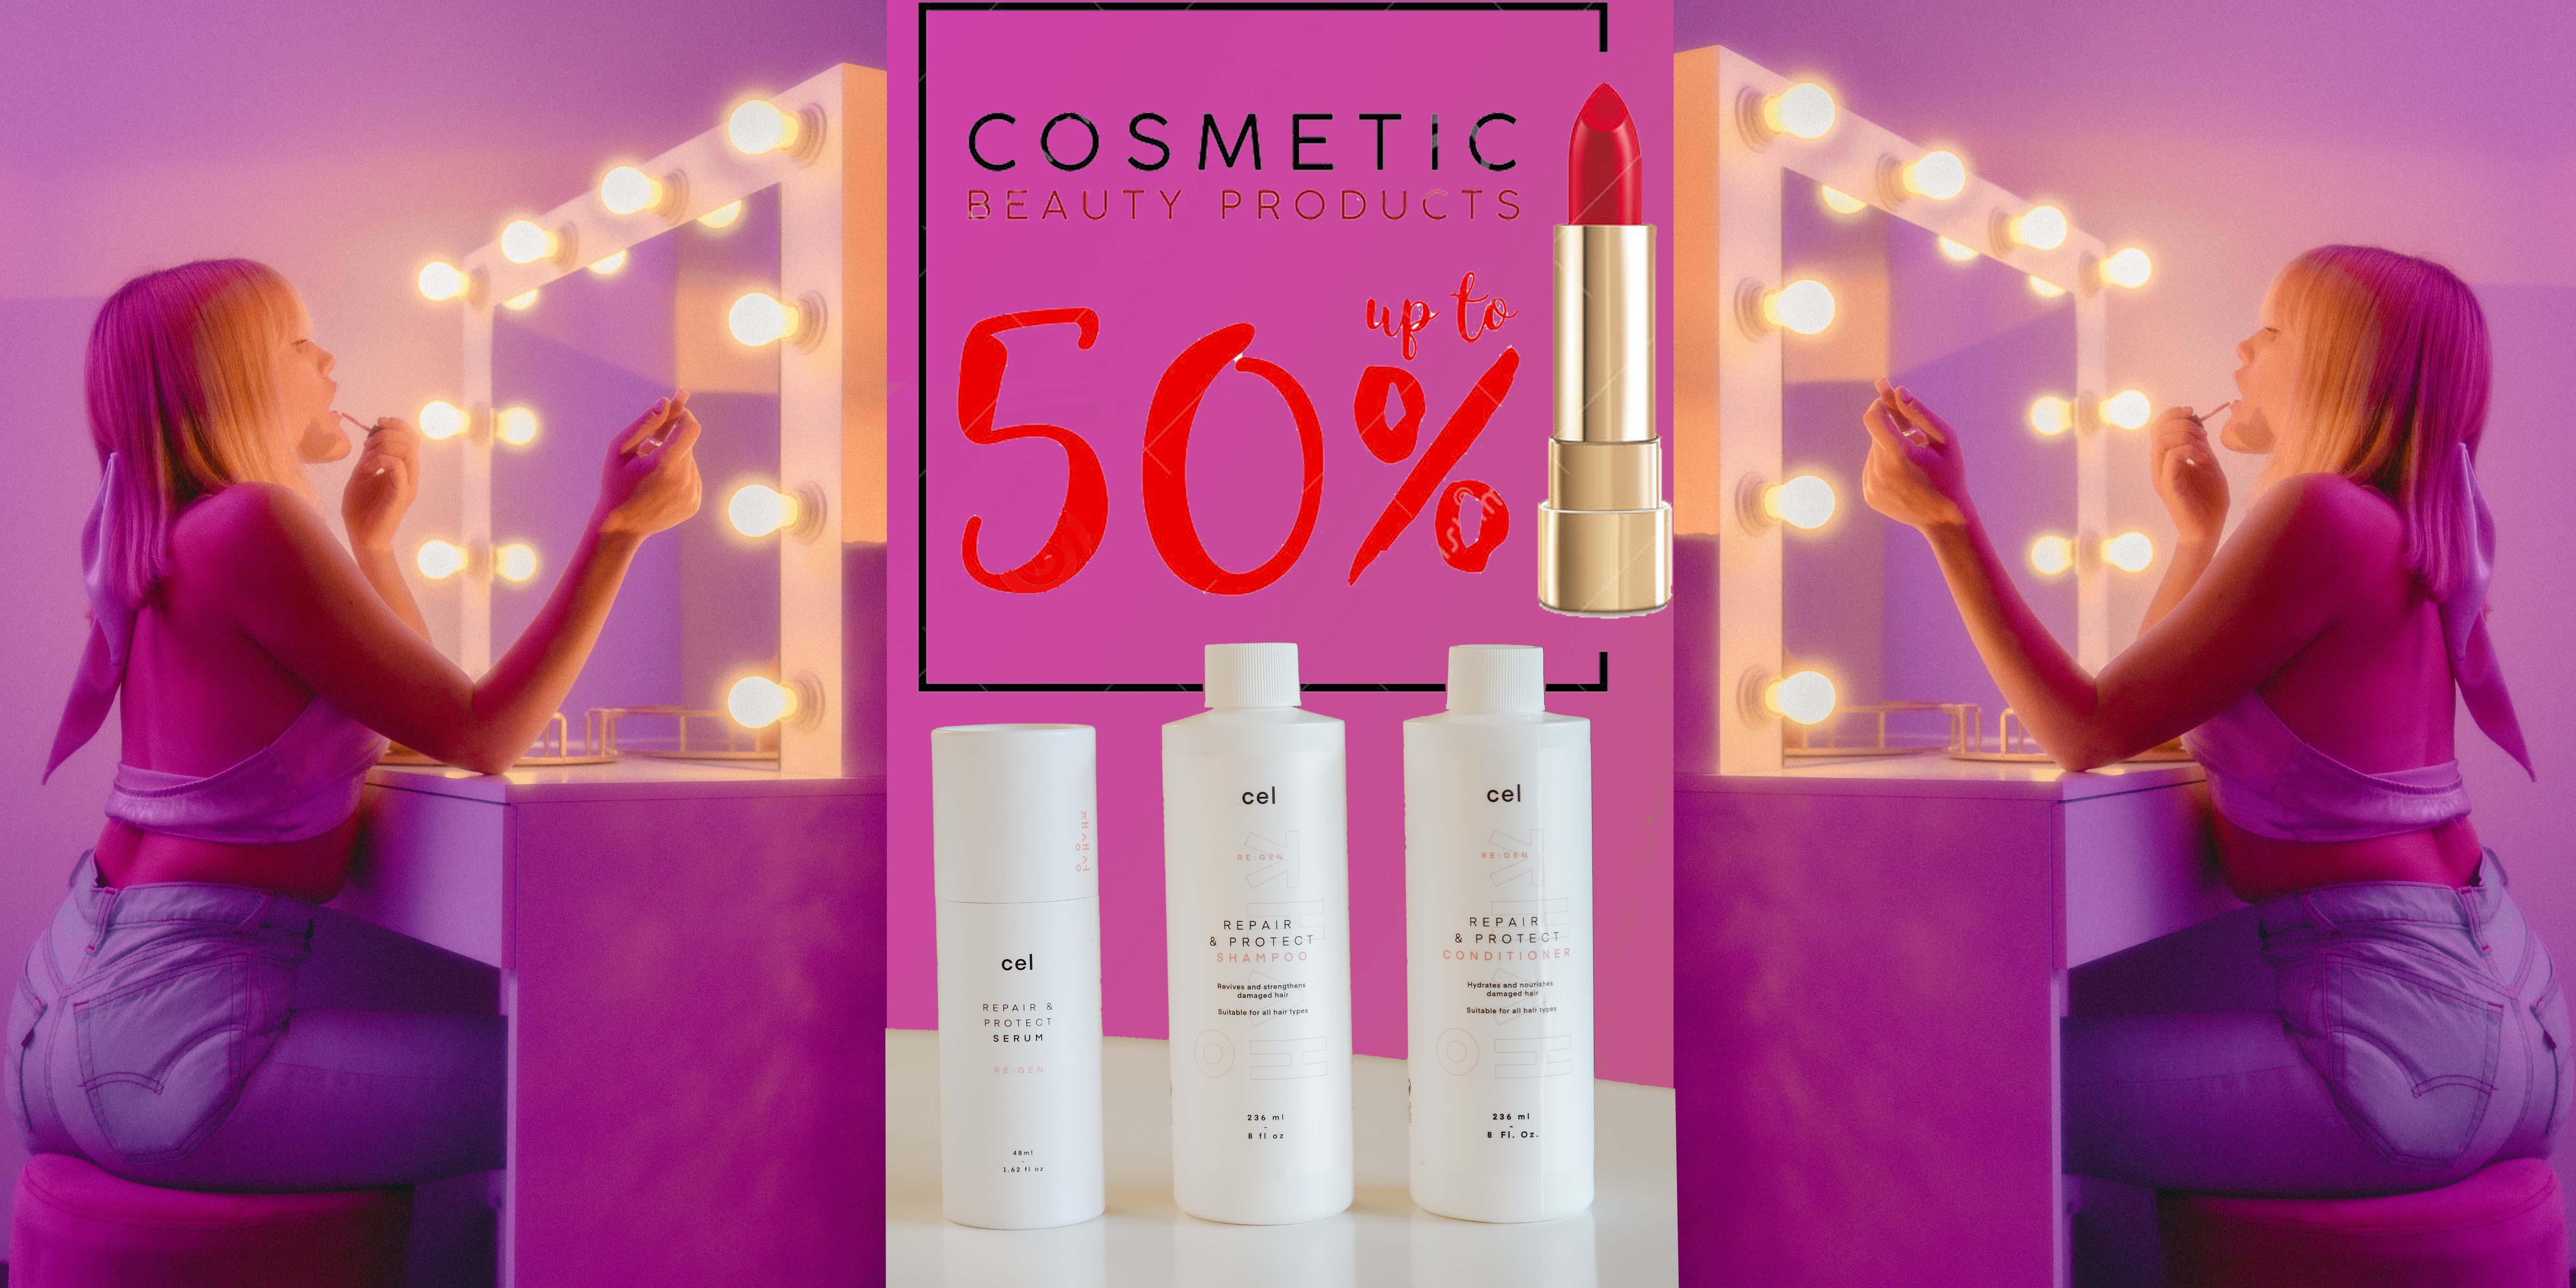 COSMETIC
BEAUTY PRODUCTS
up to
50%
cel
REPAIR &
PROTECT
SERUM
RE:GEN
48ml
-
1.62 fl oz
cel
RE:GEN
REPAIR
& PROTECT
SHAMPOO
Revives and strengthens
damaged hair
Suitable for all hair types
236 ml
-
8 fl oz
cel
RE:GEN
REPAIR
& PROTECT
CONDITIONER
Hydrates and nourishes
damaged hair
Suitable for all hair types
236 ml
-
8 Fl. Oz.